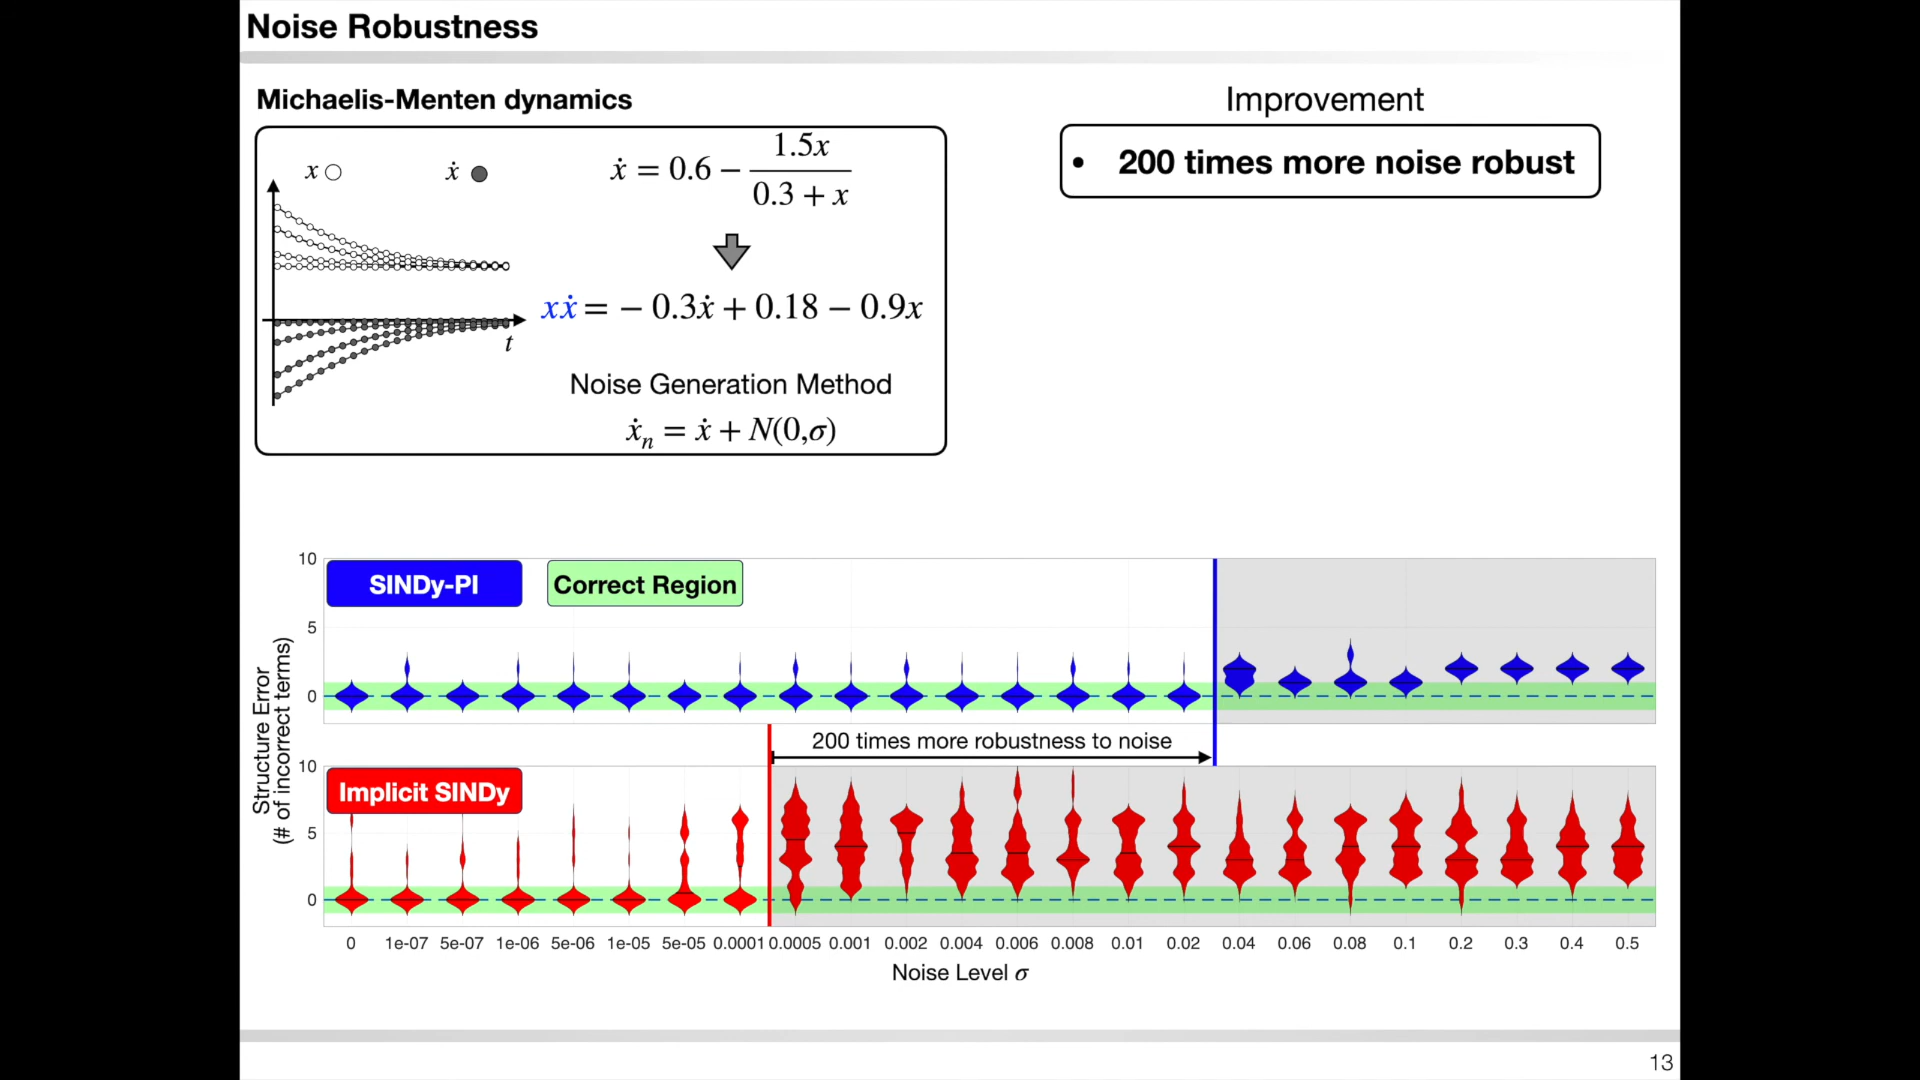 Noise Robustness
Michaelis-Menten dynamics
Improvement
x ẋ
ẋ = 0.6 − 1.5x / (0.3 + x)
• 200 times more noise robust
xẋ = − 0.3ẋ + 0.18 − 0.9x
t
Noise Generation Method
ẋₙ = ẋ + N(0,σ)
Structure Error
(# of incorrect terms)
10
5
0
SINDy-PI
Correct Region
200 times more robustness to noise
10
5
0
Implicit SINDy
0 1e-07 5e-07 1e-06 5e-06 1e-05 5e-05 0.0001 0.0005 0.001 0.002 0.004 0.006 0.008 0.01 0.02 0.04 0.06 0.08 0.1 0.2 0.3 0.4 0.5
Noise Level σ
13